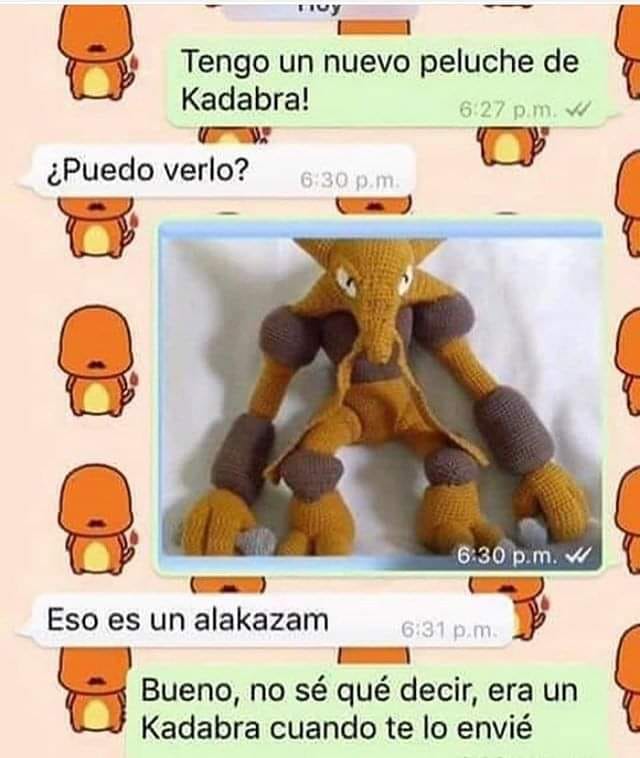 Hoy
Tengo un nuevo peluche de
Kadabra!
6:27 p.m.
¿Puedo verlo?
6:30 p.m.
6:30 p.m.
Eso es un alakazam
6:31 p.m.
Bueno, no sé qué decir, era un
Kadabra cuando te lo envié